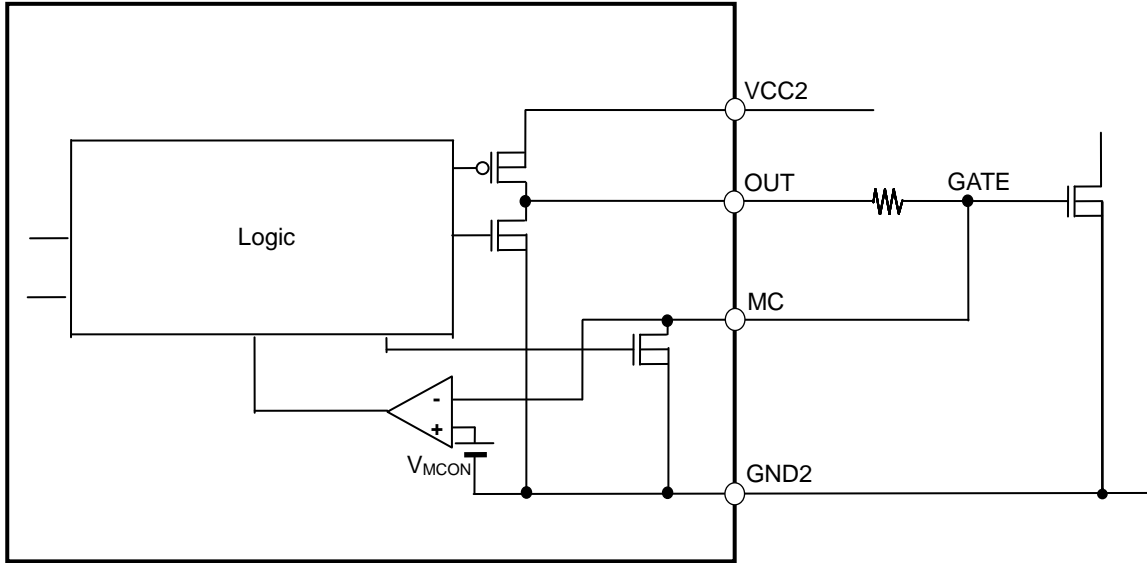 VCC2
OUT
GATE
Logic
MC
-
+
VMCON
GND2